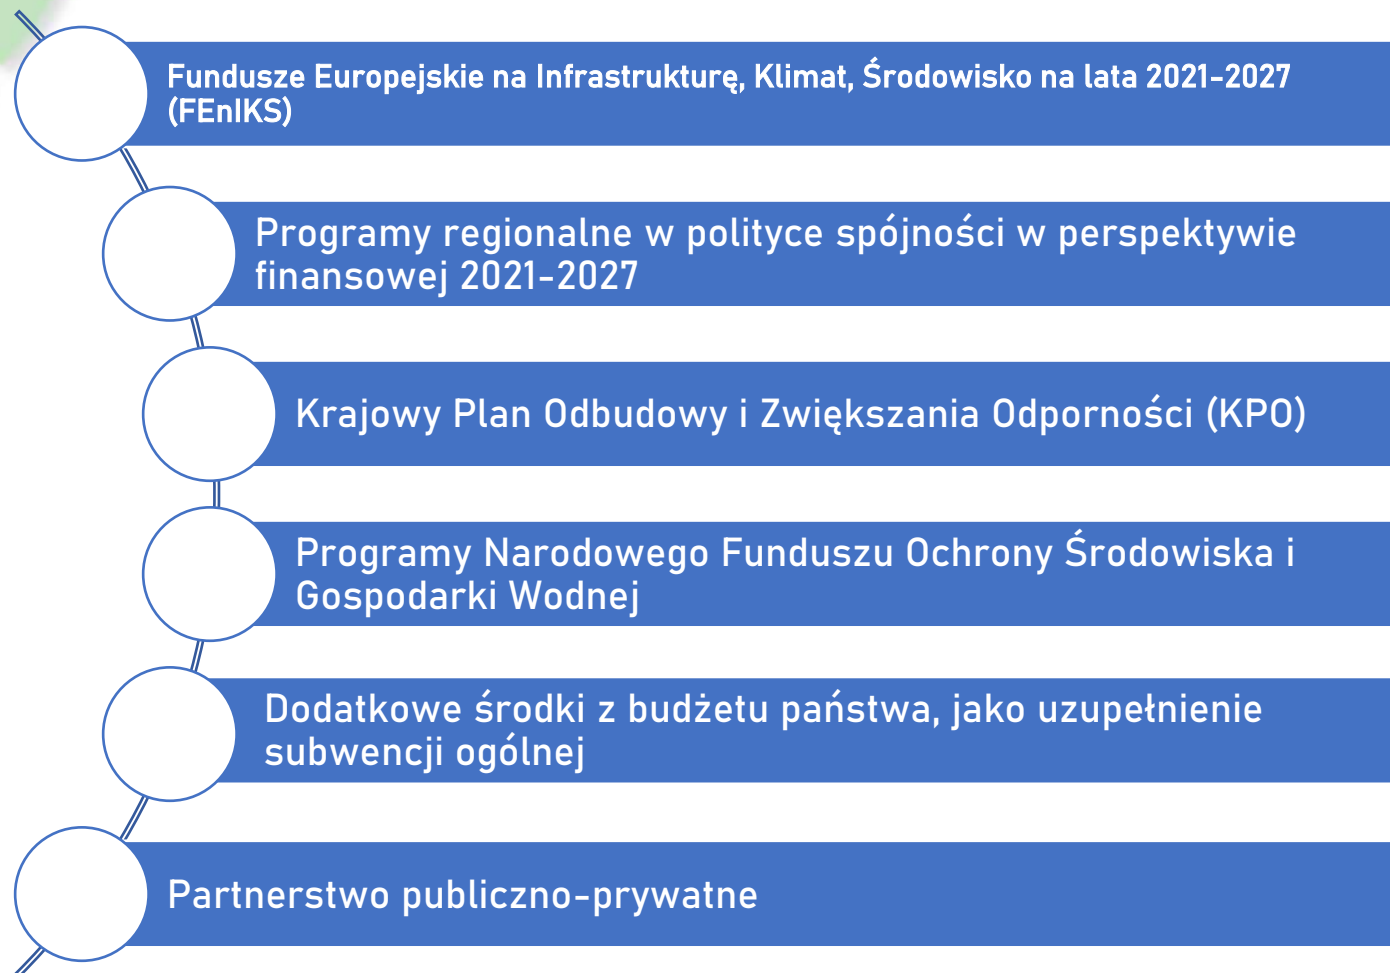 Fundusze Europejskie na Infrastrukturę, Klimat, Środowisko na lata 2021-2027
(FEnIKS)
Programy regionalne w polityce spójności w perspektywie
finansowej 2021-2027
Krajowy Plan Odbudowy i Zwiększania Odporności (KPO)
Programy Narodowego Funduszu Ochrony Środowiska i
Gospodarki Wodnej
Dodatkowe środki z budżetu państwa, jako uzupełnienie
subwencji ogólnej
Partnerstwo publiczno-prywatne